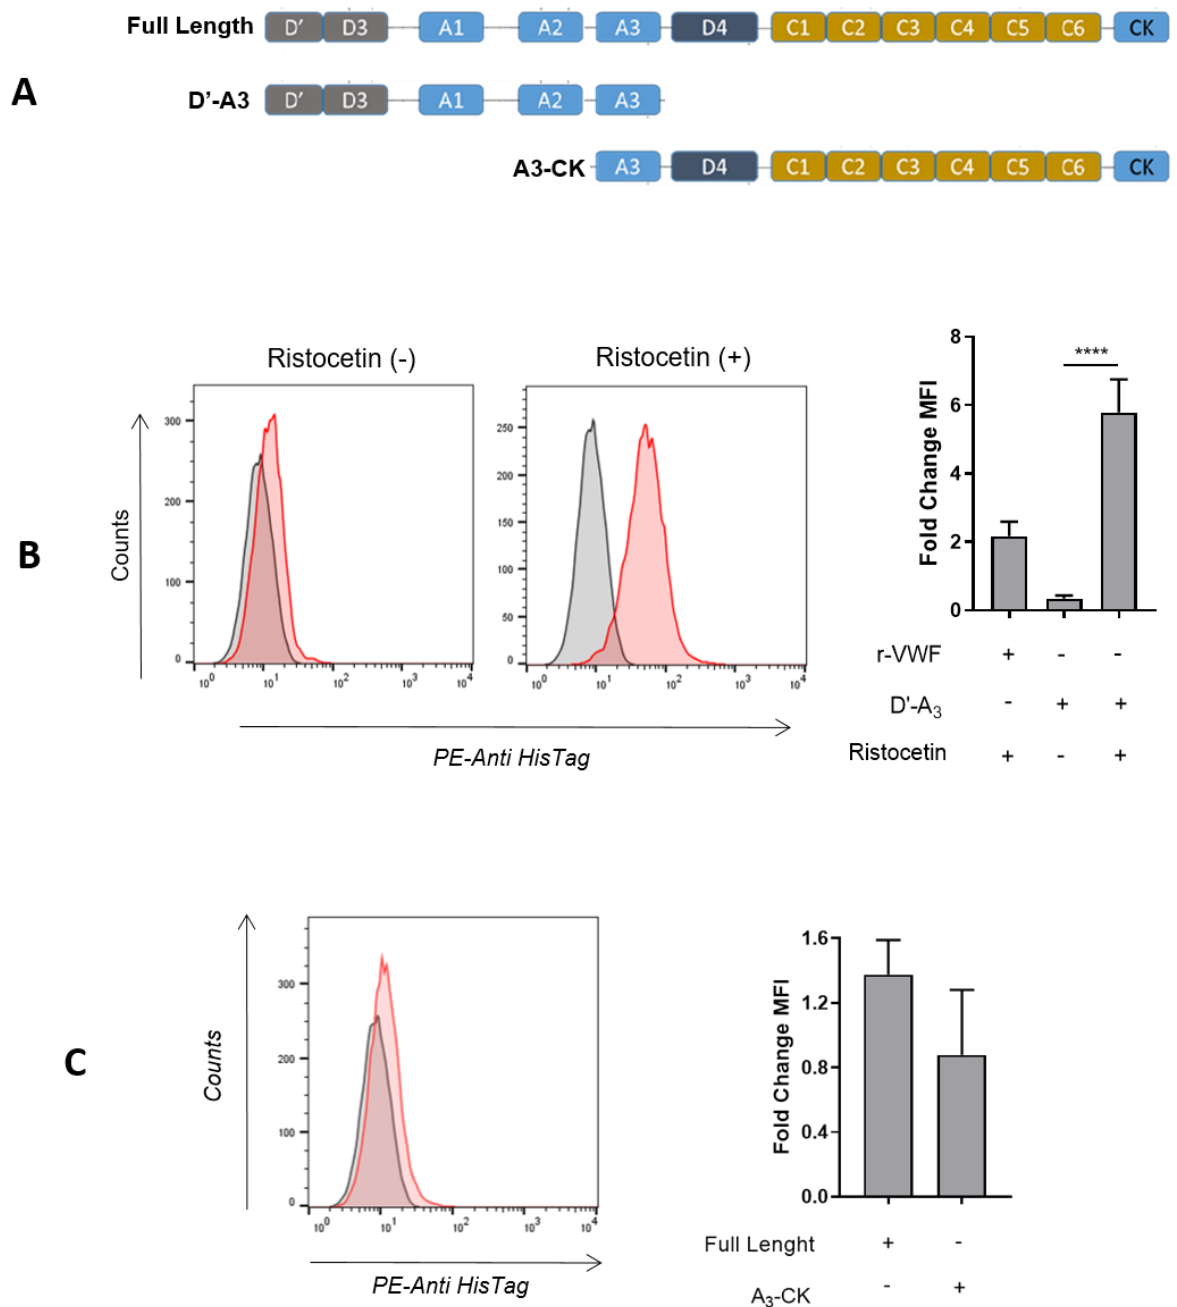 Full Length D′ D3 A1 A2 A3 D4 C1 C2 C3 C4 C5 C6 CK
A
D’-A3 D′ D3 A1 A2 A3
A3-CK A3 D4 C1 C2 C3 C4 C5 C6 CK
B
Ristocetin (-)
Counts
300
200
100
0
10⁰ 10¹ 10² 10³ 10⁴
Ristocetin (+)
250
200
150
100
50
0
10⁰ 10¹ 10² 10³ 10⁴
PE-Anti HisTag
Fold Change MFI
8
6
4
2
0
****
r-VWF + - -
D'-A₃ - + +
Ristocetin + - +
C
Counts
300
200
100
0
10⁰ 10¹ 10² 10³ 10⁴
PE-Anti HisTag
Fold Change MFI
1.6
1.2
0.8
0.4
0.0
Full Lenght + -
A₃-CK - +